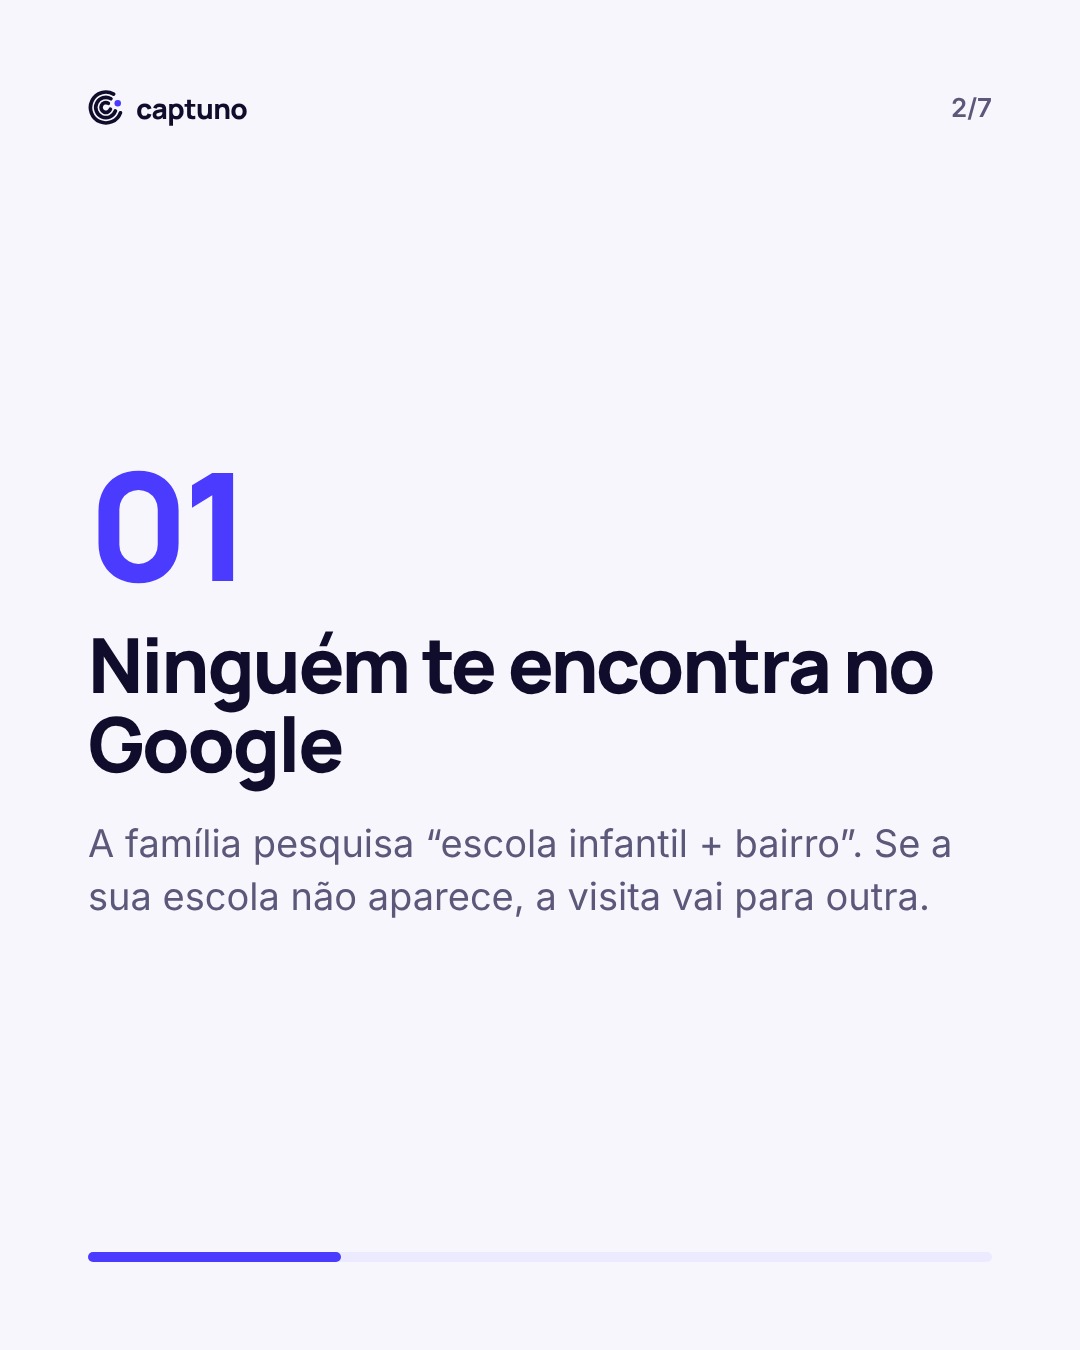 captuno
2/7
01
Ninguém te encontra no
Google
A família pesquisa “escola infantil + bairro”. Se a
sua escola não aparece, a visita vai para outra.